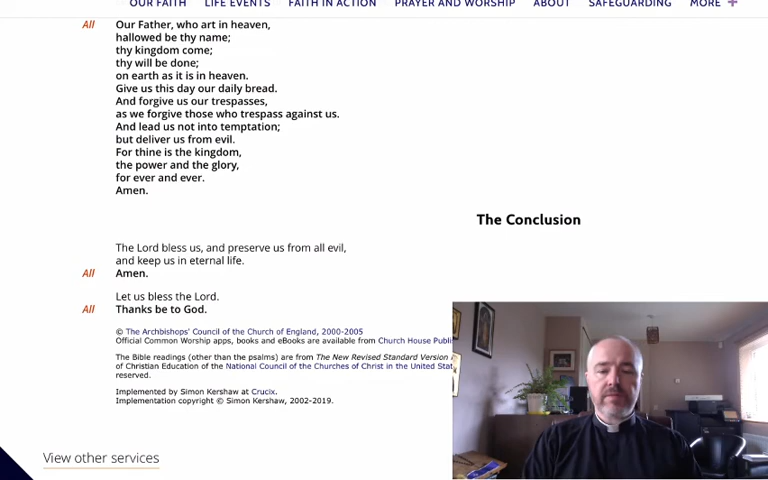 OUR FAITH LIFE EVENTS FAITH IN ACTION PRAYER AND WORSHIP ABOUT SAFEGUARDING MORE +
All Our Father, who art in heaven,
hallowed be thy name;
thy kingdom come;
thy will be done;
on earth as it is in heaven.
Give us this day our daily bread.
And forgive us our trespasses,
as we forgive those who trespass against us.
And lead us not into temptation;
but deliver us from evil.
For thine is the kingdom,
the power and the glory,
for ever and ever.
Amen.
The Conclusion
The Lord bless us, and preserve us from all evil,
and keep us in eternal life.
All Amen.
Let us bless the Lord.
All Thanks be to God.
© The Archbishops' Council of the Church of England, 2000-2005
Official Common Worship apps, books and eBooks are available from Church House Publi
The Bible readings (other than the psalms) are from The New Revised Standard Version
of Christian Education of the National Council of the Churches of Christ in the United Stat
reserved.
Implemented by Simon Kershaw at Crucix.
Implementation copyright © Simon Kershaw, 2002-2019.
View other services